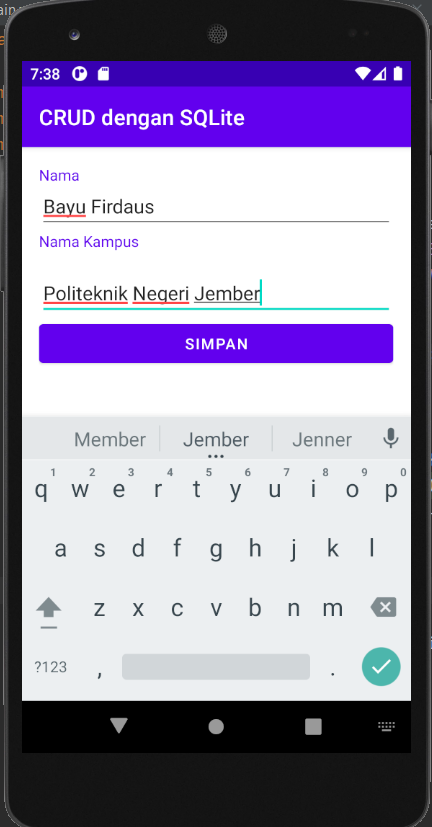 7:38
CRUD dengan SQLite
Nama
Bayu Firdaus
Nama Kampus
Politeknik Negeri Jember
SIMPAN
Member Jember Jenner
1 2 3 4 5 6 7 8 9 0
q w e r t y u i o p
a s d f g h j k l
z x c v b n m
?123 , .